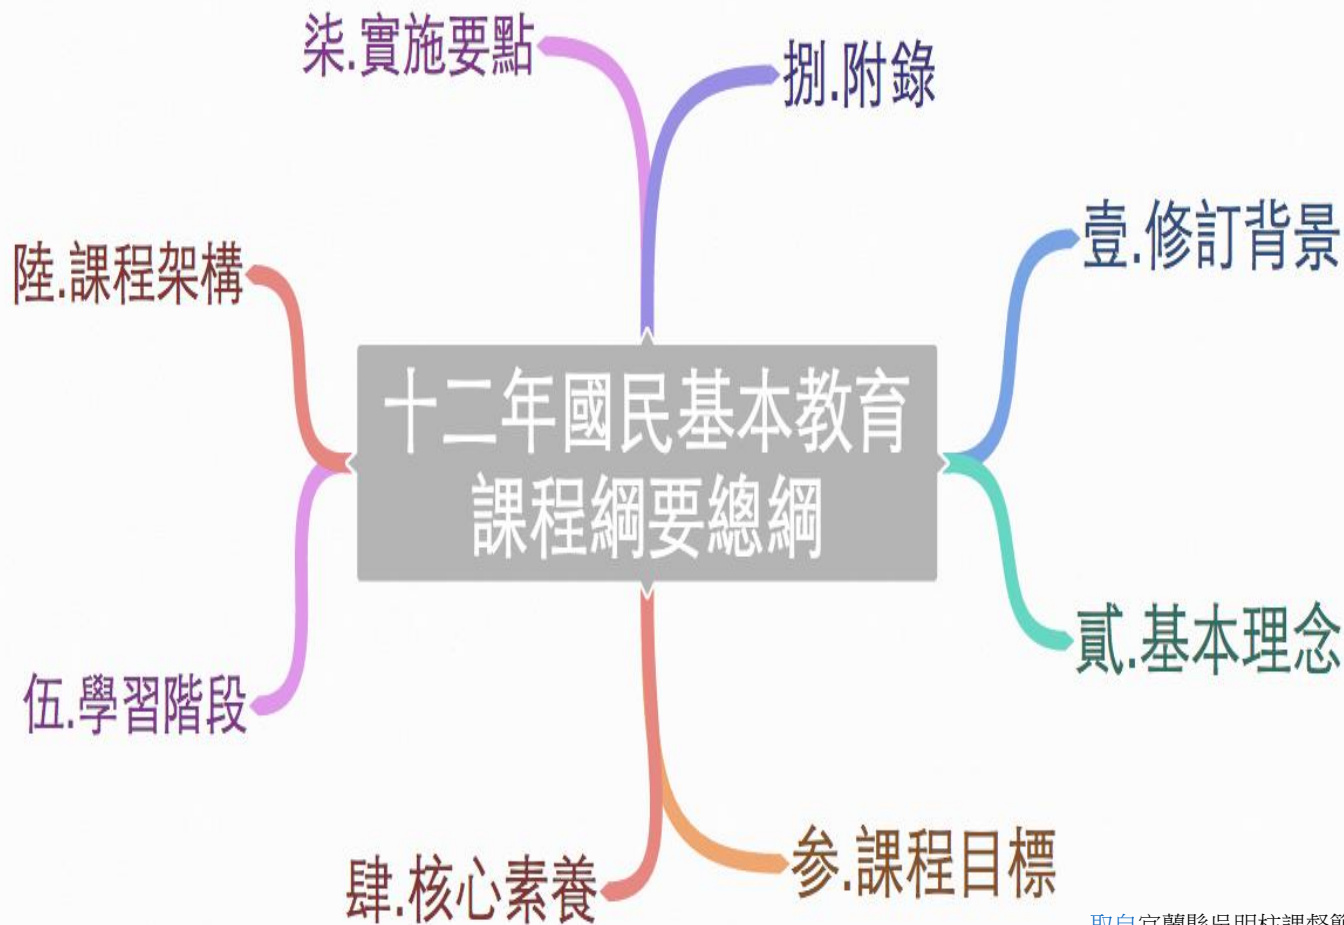 十二年國民基本教育
課程綱要總綱
壹.修訂背景
貳.基本理念
参.課程目標
肆.核心素養
伍.學習階段
陸.課程架構
柒.實施要點
捌.附錄